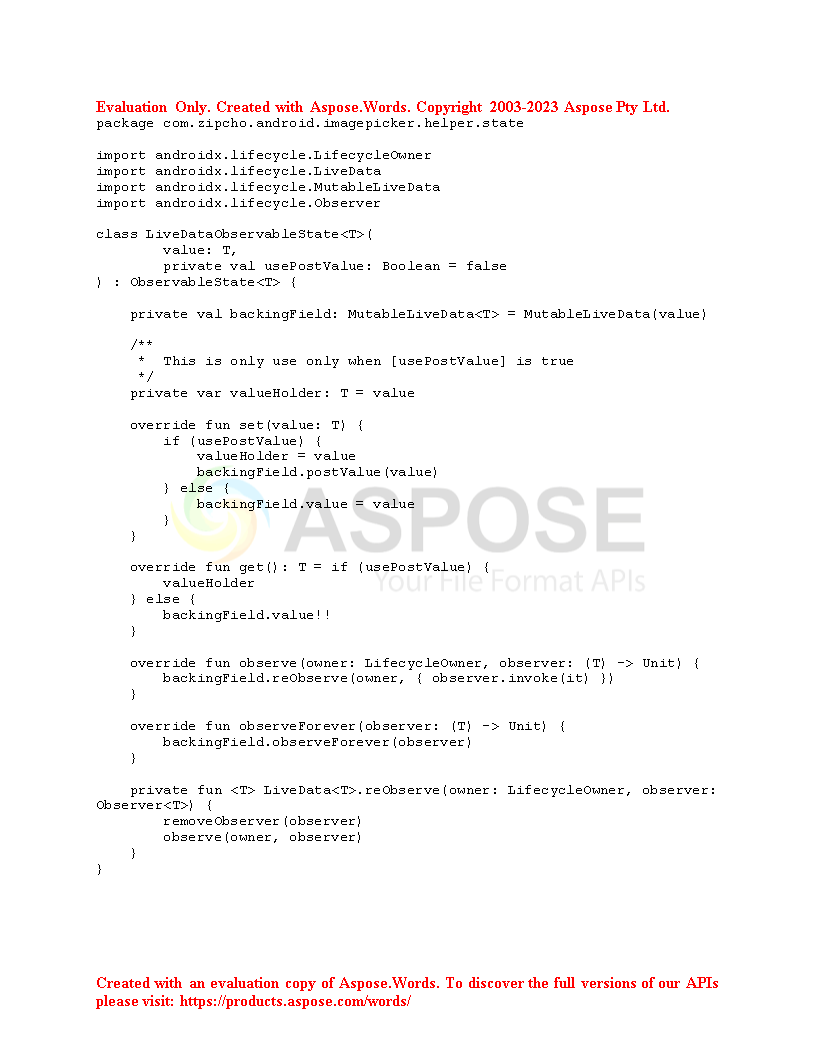 Evaluation Only. Created with Aspose.Words. Copyright 2003-2023 Aspose Pty Ltd.
package com.zipcho.android.imagepicker.helper.state

import androidx.lifecycle.LifecycleOwner
import androidx.lifecycle.LiveData
import androidx.lifecycle.MutableLiveData
import androidx.lifecycle.Observer

class LiveDataObservableState<T>(
        value: T,
        private val usePostValue: Boolean = false
) : ObservableState<T> {

    private val backingField: MutableLiveData<T> = MutableLiveData(value)

    /**
     *  This is only use only when [usePostValue] is true
     */
    private var valueHolder: T = value

    override fun set(value: T) {
        if (usePostValue) {
            valueHolder = value
            backingField.postValue(value)
        } else {
            backingField.value = value
        }
    }

    override fun get(): T = if (usePostValue) {
        valueHolder
    } else {
        backingField.value!!
    }

    override fun observe(owner: LifecycleOwner, observer: (T) -> Unit) {
        backingField.reObserve(owner, { observer.invoke(it) })
    }

    override fun observeForever(observer: (T) -> Unit) {
        backingField.observeForever(observer)
    }

    private fun <T> LiveData<T>.reObserve(owner: LifecycleOwner, observer:
Observer<T>) {
        removeObserver(observer)
        observe(owner, observer)
    }
}
ASPOSE
Your File Format APIs
Created with an evaluation copy of Aspose.Words. To discover the full versions of our APIs
please visit: https://products.aspose.com/words/